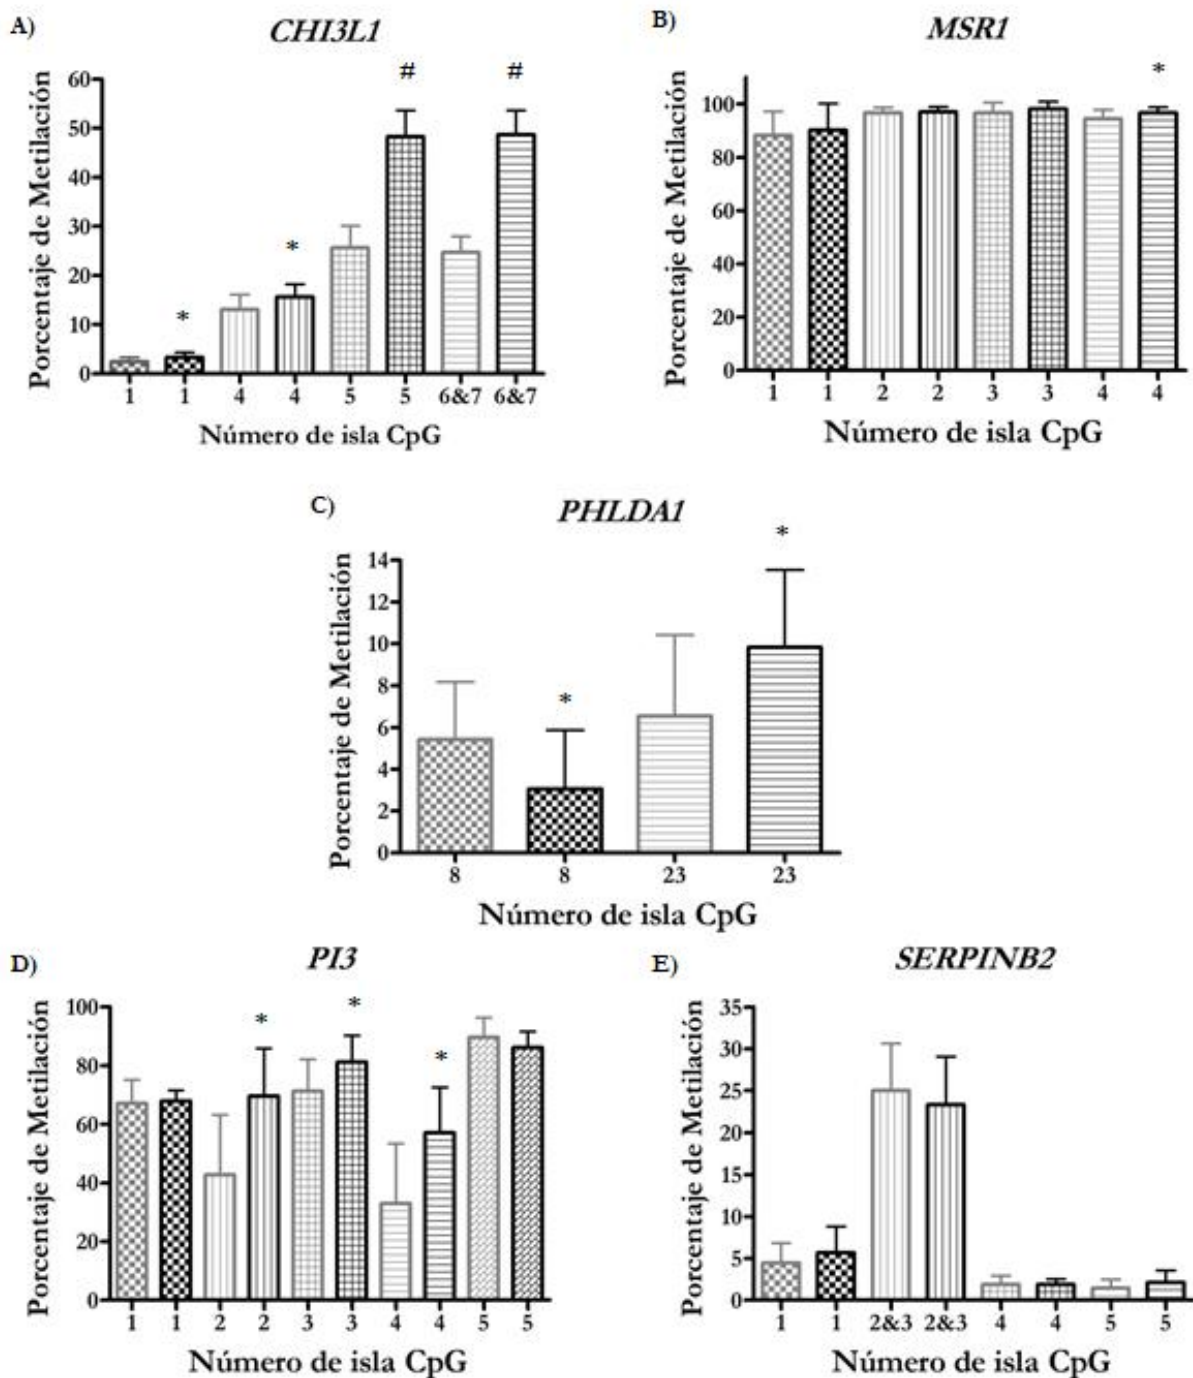 A)
CHI3L1
Porcentaje de Metilación
60
50
40
30
20
10
0
*
*
#
#
1 1 4 4 5 5 6&7 6&7
Número de isla CpG
B)
MSR1
Porcentaje de Metilación
100
80
60
40
20
0
*
1 1 2 2 3 3 4 4
Número de isla CpG
C)
PHLDA1
Porcentaje de Metilación
14
12
10
8
6
4
2
0
*
*
8 8 23 23
Número de isla CpG
D)
PI3
Porcentaje de Metilación
100
80
60
40
20
0
*
*
*
1 1 2 2 3 3 4 4 5 5
Número de isla CpG
E)
SERPINB2
Porcentaje de Metilación
35
30
25
20
15
10
5
0
1 1 2&3 2&3 4 4 5 5
Número de isla CpG